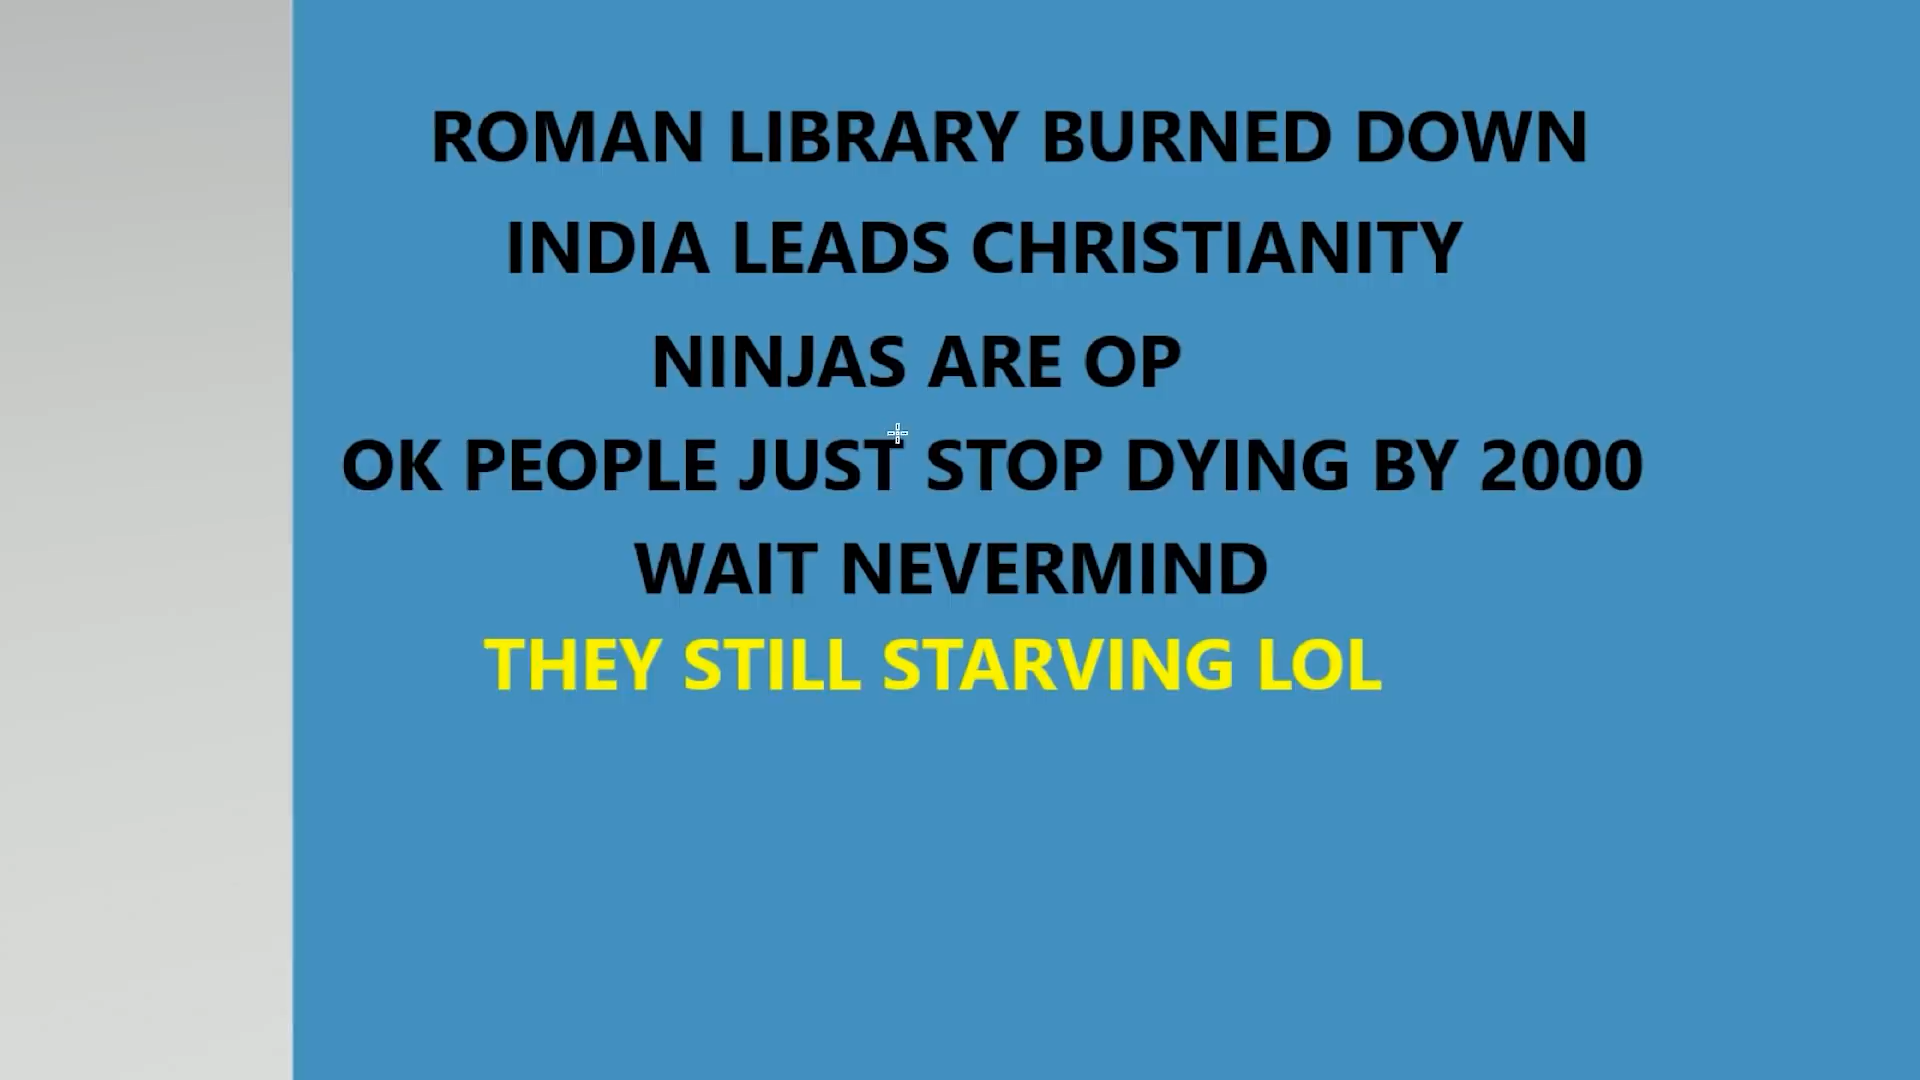 ROMAN LIBRARY BURNED DOWN
INDIA LEADS CHRISTIANITY
NINJAS ARE OP
OK PEOPLE JUST STOP DYING BY 2000
WAIT NEVERMIND
THEY STILL STARVING LOL